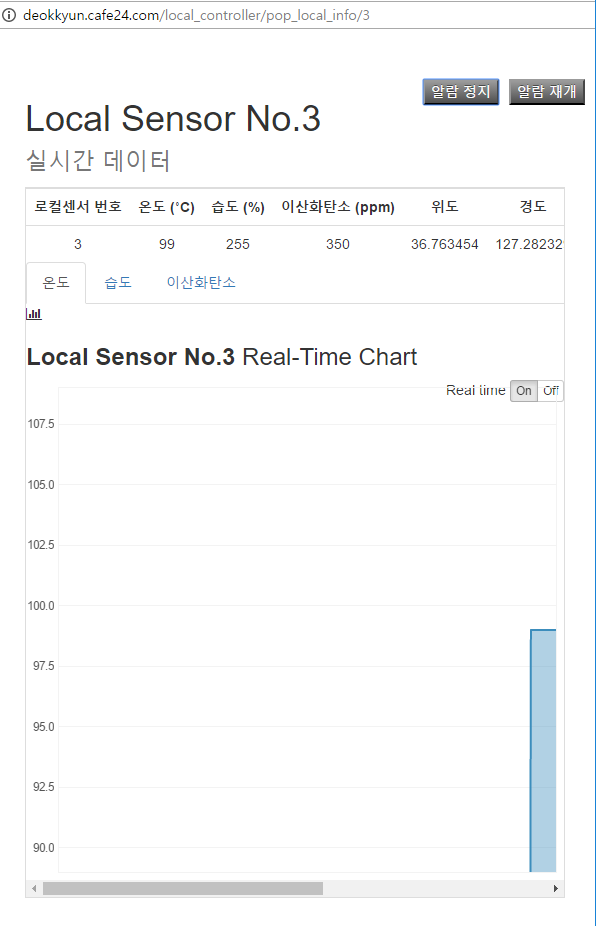 deokkyun.cafe24.com/local_controller/pop_local_info/3
알람 정지 알람 재개
Local Sensor No.3
실시간 데이터
로컬센서 번호 온도 (°C) 습도 (%) 이산화탄소 (ppm) 위도 경도
3 99 255 350 36.763454 127.282329
온도 습도 이산화탄소
Local Sensor No.3 Real-Time Chart
Real time On Off
107.5
105.0
102.5
100.0
97.5
95.0
92.5
90.0